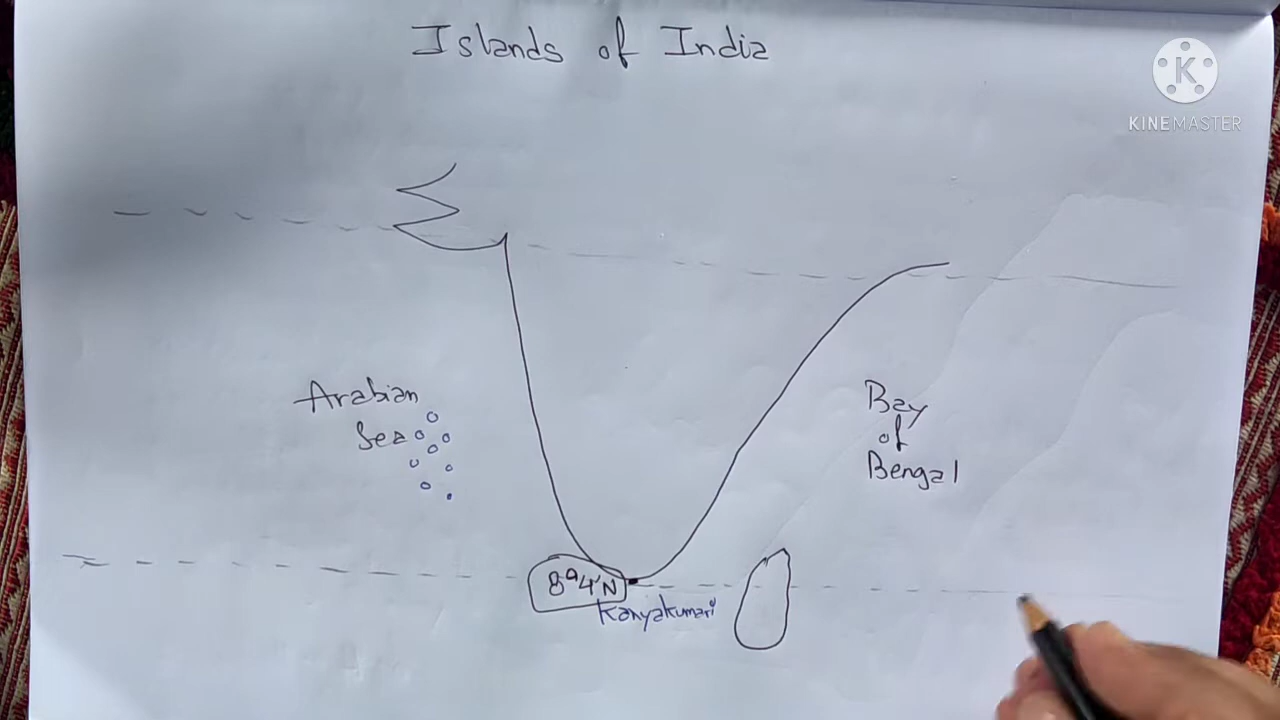 Islands of India
K
KINEMASTER
Arabian
Sea
Bay
of
Bengal
8°4'N
Kanyakumari